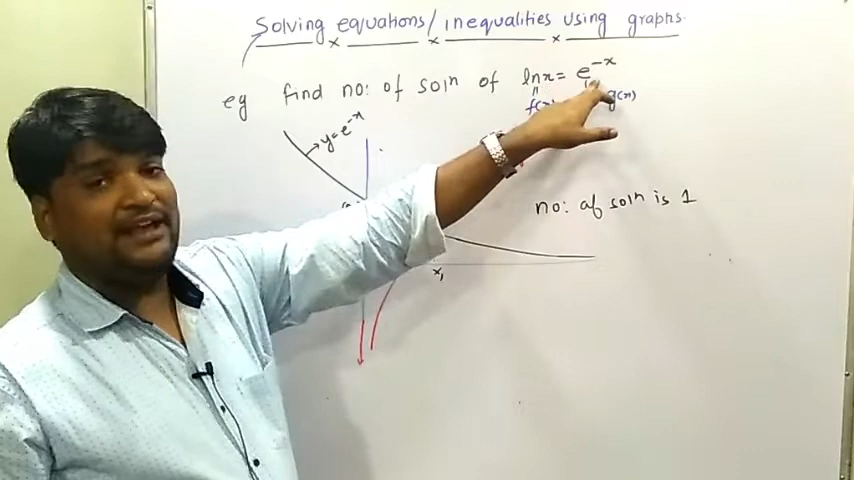 Solving equations/inequalities using graphs.
eg find no: of solⁿ of lnx = e⁻ˣ
f(x) g(x)
y=e⁻ˣ
no: of solⁿ is 1
x₁